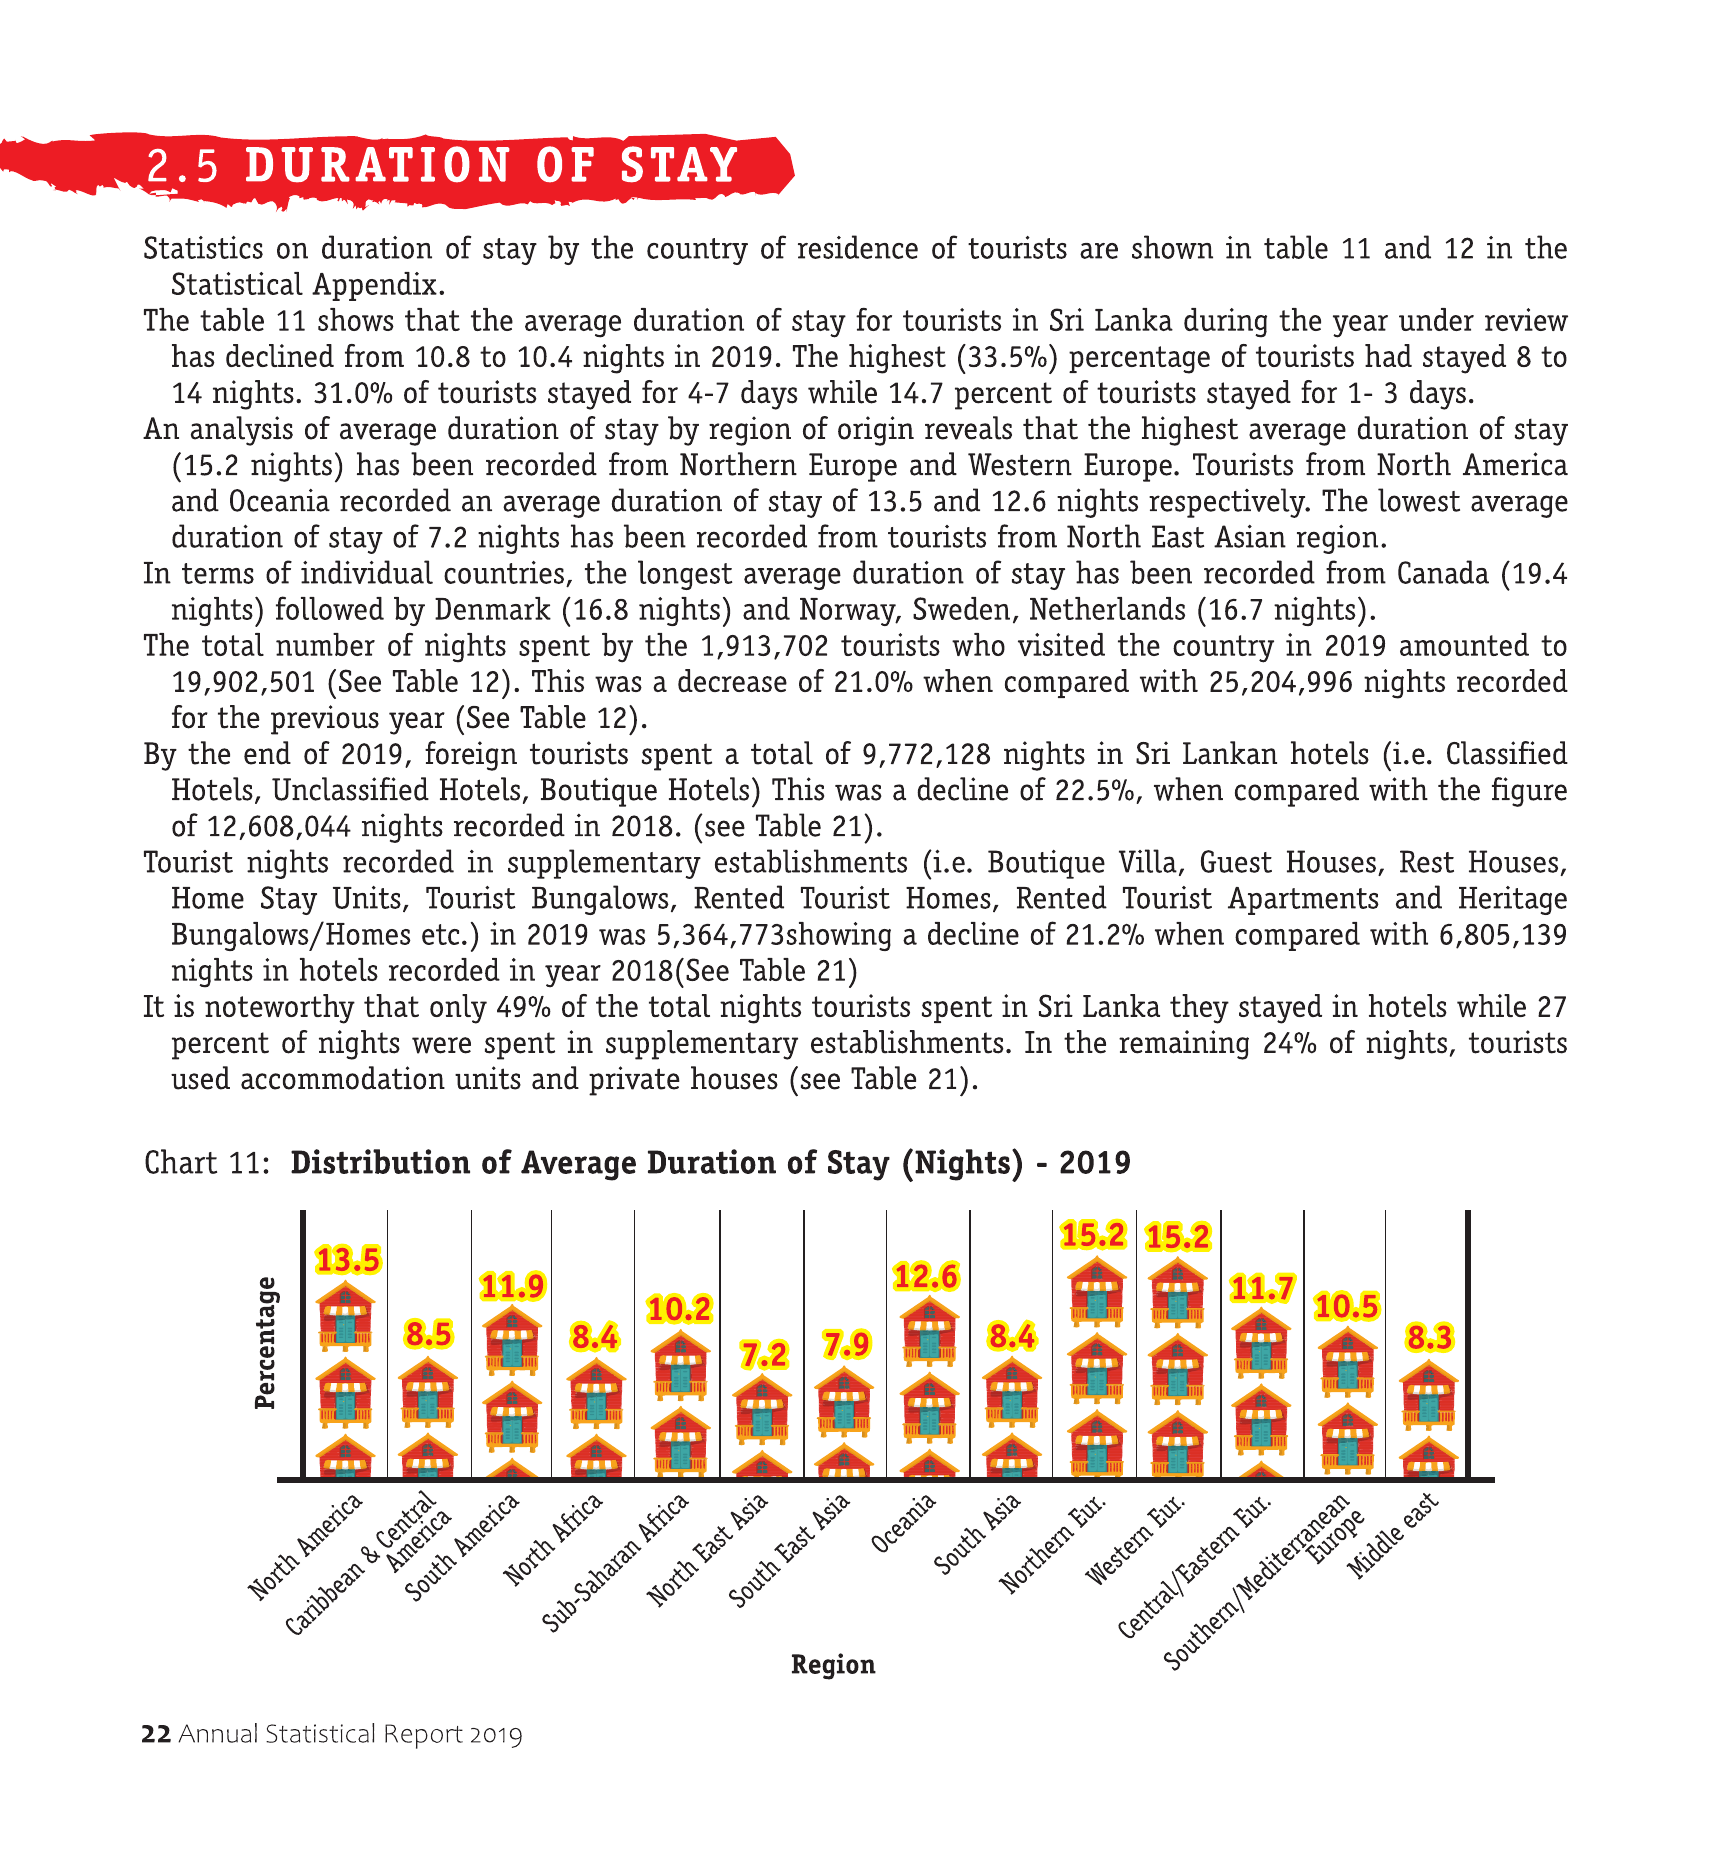 2.5 DURATION OF STAY
Statistics on duration of stay by the country of residence of tourists are shown in table 11 and 12 in the
Statistical Appendix.
The table 11 shows that the average duration of stay for tourists in Sri Lanka during the year under review
has declined from 10.8 to 10.4 nights in 2019. The highest (33.5%) percentage of tourists had stayed 8 to
14 nights. 31.0% of tourists stayed for 4-7 days while 14.7 percent of tourists stayed for 1- 3 days.
An analysis of average duration of stay by region of origin reveals that the highest average duration of stay
(15.2 nights) has been recorded from Northern Europe and Western Europe. Tourists from North America
and Oceania recorded an average duration of stay of 13.5 and 12.6 nights respectively. The lowest average
duration of stay of 7.2 nights has been recorded from tourists from North East Asian region.
In terms of individual countries, the longest average duration of stay has been recorded from Canada (19.4
nights) followed by Denmark (16.8 nights) and Norway, Sweden, Netherlands (16.7 nights).
The total number of nights spent by the 1,913,702 tourists who visited the country in 2019 amounted to
19,902,501 (See Table 12). This was a decrease of 21.0% when compared with 25,204,996 nights recorded
for the previous year (See Table 12).
By the end of 2019, foreign tourists spent a total of 9,772,128 nights in Sri Lankan hotels (i.e. Classified
Hotels, Unclassified Hotels, Boutique Hotels) This was a decline of 22.5%, when compared with the figure
of 12,608,044 nights recorded in 2018. (see Table 21).
Tourist nights recorded in supplementary establishments (i.e. Boutique Villa, Guest Houses, Rest Houses,
Home Stay Units, Tourist Bungalows, Rented Tourist Homes, Rented Tourist Apartments and Heritage
Bungalows/Homes etc.) in 2019 was 5,364,773showing a decline of 21.2% when compared with 6,805,139
nights in hotels recorded in year 2018(See Table 21)
It is noteworthy that only 49% of the total nights tourists spent in Sri Lanka they stayed in hotels while 27
percent of nights were spent in supplementary establishments. In the remaining 24% of nights, tourists
used accommodation units and private houses (see Table 21).
Chart 11: Distribution of Average Duration of Stay (Nights) - 2019
Percentage
13.5
8.5
11.9
8.4
10.2
7.2
7.9
12.6
8.4
15.2
15.2
11.7
10.5
8.3
North America
Caribbean & Central
America
South America
North Africa
Sub-Saharan Africa
North East Asia
South East Asia
Oceania
South Asia
Northern Eur.
Western Eur.
Central/Eastern Eur.
Southern/Mediterranean
Europe
Middle east
Region
22 Annual Statistical Report 2019